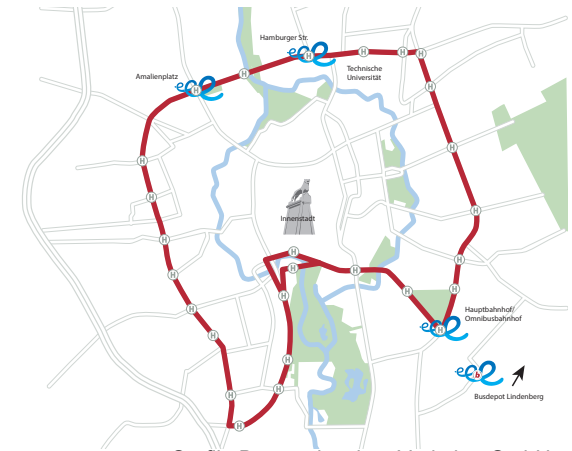 Hamburger Str.
Amalienplatz
Technische
Universität
Innenstadt
Hauptbahnhof/
Omnibusbahnhof
Busdepot Lindenberg